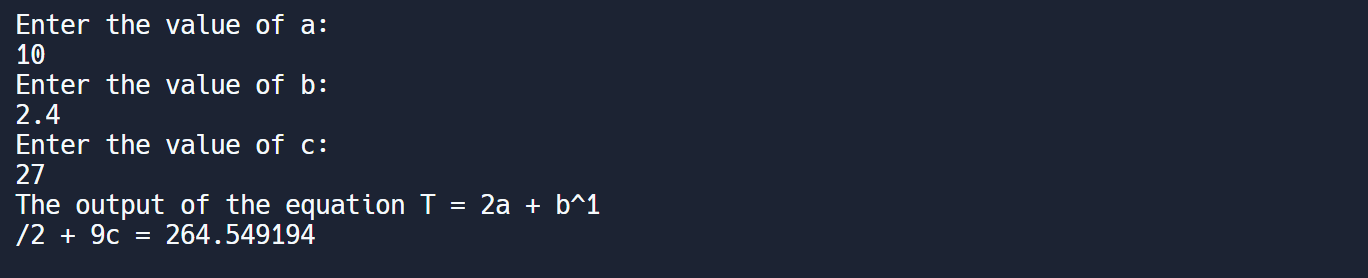 Enter the value of a:
10
Enter the value of b:
2.4
Enter the value of c:
27
The output of the equation T = 2a + b^1
/2 + 9c = 264.549194